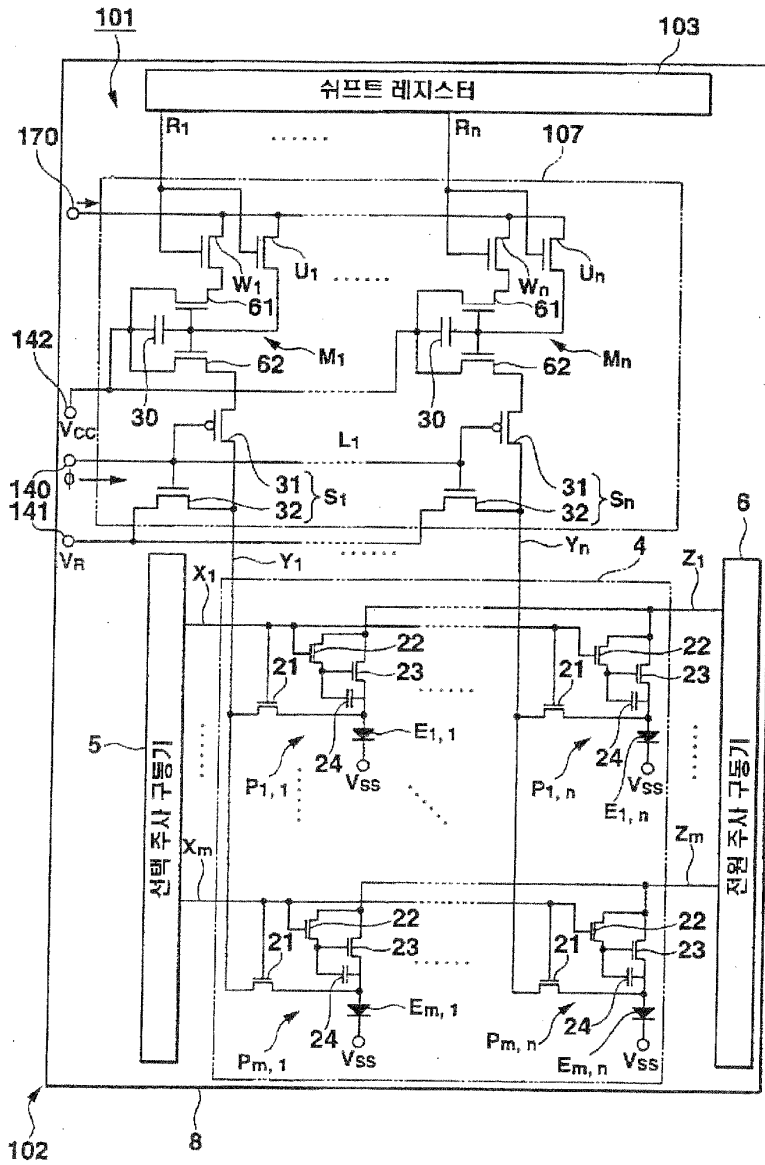 101
103
쉬프트 레지스터
R1
Rn
......
107
170
W1
U1
......
Wn
Un
61
61
142
30
62
M1
30
62
Mn
VCC
L1
140
ϕ
31
32
S1
31
32
Sn
141
VR
Y1
......
Yn
4
6
X1
Z1
22
23
21
24
E1, 1
P1, 1
VSS
......
22
23
21
24
P1, n
VSS
E1, n
5
선택 주사 구동기
전원 주사 구동기
Xm
Zm
22
23
21
24
Em, 1
Pm, 1
VSS
......
22
23
21
24
Pm, n
Em, n
VSS
102
8